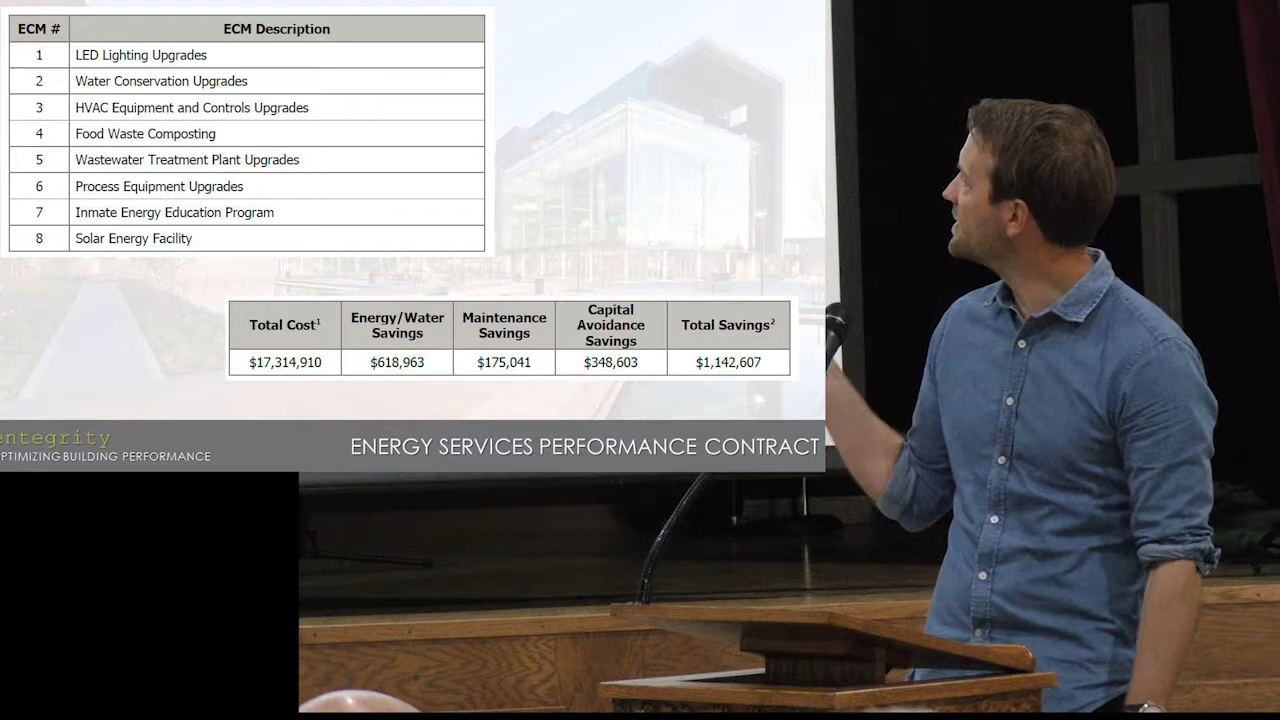 ECM # ECM Description
1 LED Lighting Upgrades
2 Water Conservation Upgrades
3 HVAC Equipment and Controls Upgrades
4 Food Waste Composting
5 Wastewater Treatment Plant Upgrades
6 Process Equipment Upgrades
7 Inmate Energy Education Program
8 Solar Energy Facility
Total Cost¹ Energy/Water Savings Maintenance Savings Capital Avoidance Savings Total Savings²
$17,314,910 $618,963 $175,041 $348,603 $1,142,607
entegrity
PTIMIZING BUILDING PERFORMANCE
ENERGY SERVICES PERFORMANCE CONTRACT